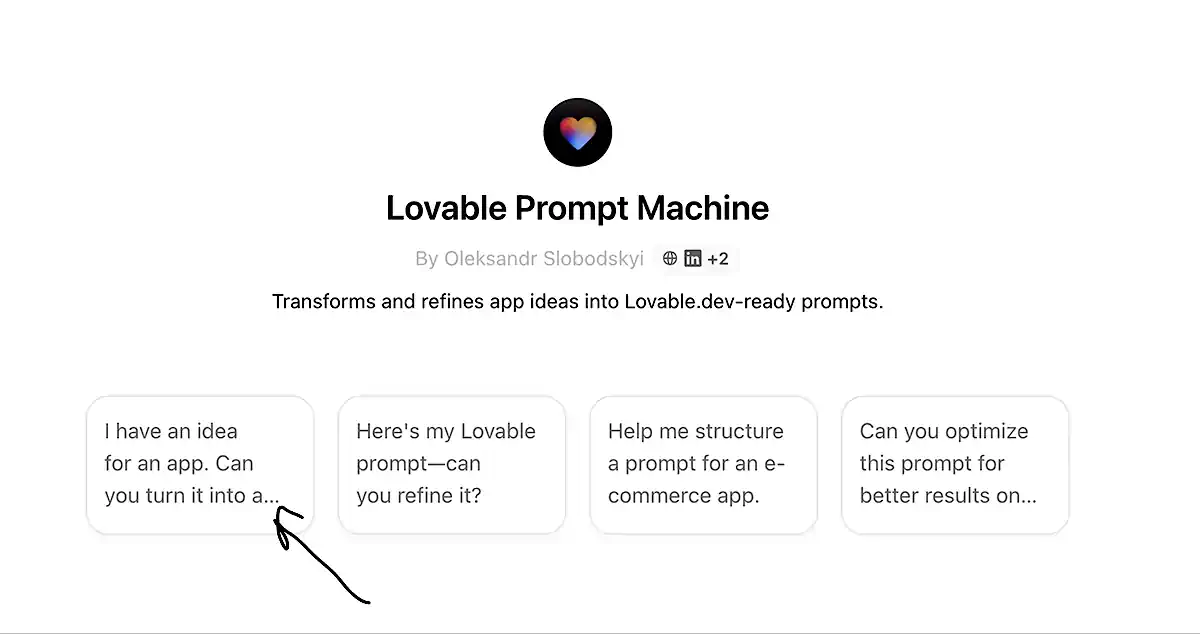 Lovable Prompt Machine
By Oleksandr Slobodskyi in +2
Transforms and refines app ideas into Lovable.dev-ready prompts.
I have an idea
for an app. Can
you turn it into a...
Here's my Lovable
prompt—can
you refine it?
Help me structure
a prompt for an e-
commerce app.
Can you optimize
this prompt for
better results on...